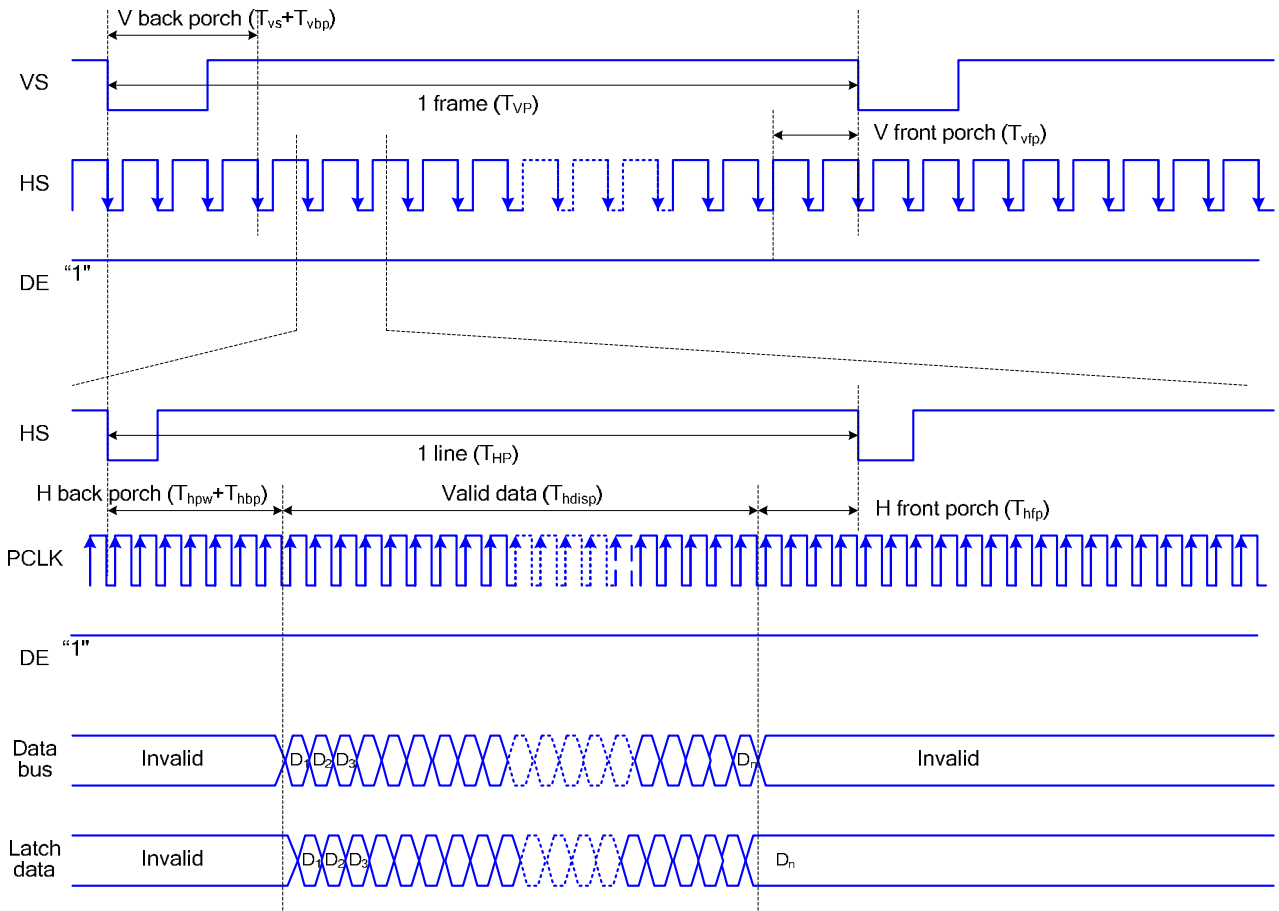 V back porch (Tvs+Tvbp)
VS
1 frame (TVP)
V front porch (Tvfp)
HS
DE “1"
HS
1 line (THP)
H back porch (Thpw+Thbp)
Valid data (Thdisp)
H front porch (Thfp)
PCLK
DE “1"
Data
bus
Invalid
D1 D2 D3
Dn
Invalid
Latch
data
Invalid
D1 D2 D3
Dn